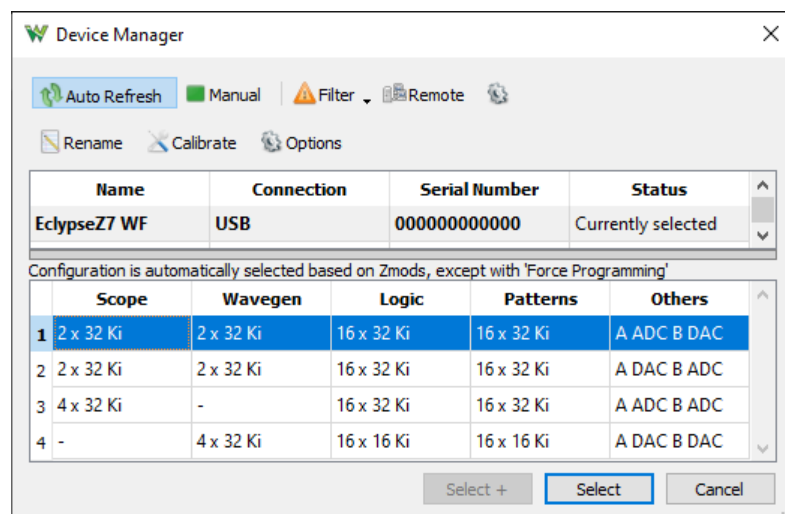 Device Manager
Auto Refresh Manual Filter Remote
Rename Calibrate Options
Name Connection Serial Number Status
EclypseZ7 WF USB 000000000000 Currently selected
Configuration is automatically selected based on Zmods, except with 'Force Programming'
Scope Wavegen Logic Patterns Others
1 2 x 32 Ki 2 x 32 Ki 16 x 32 Ki 16 x 32 Ki A ADC B DAC
2 2 x 32 Ki 2 x 32 Ki 16 x 32 Ki 16 x 32 Ki A DAC B ADC
3 4 x 32 Ki - 16 x 32 Ki 16 x 32 Ki A ADC B ADC
4 - 4 x 32 Ki 16 x 16 Ki 16 x 16 Ki A DAC B DAC
Select + Select Cancel